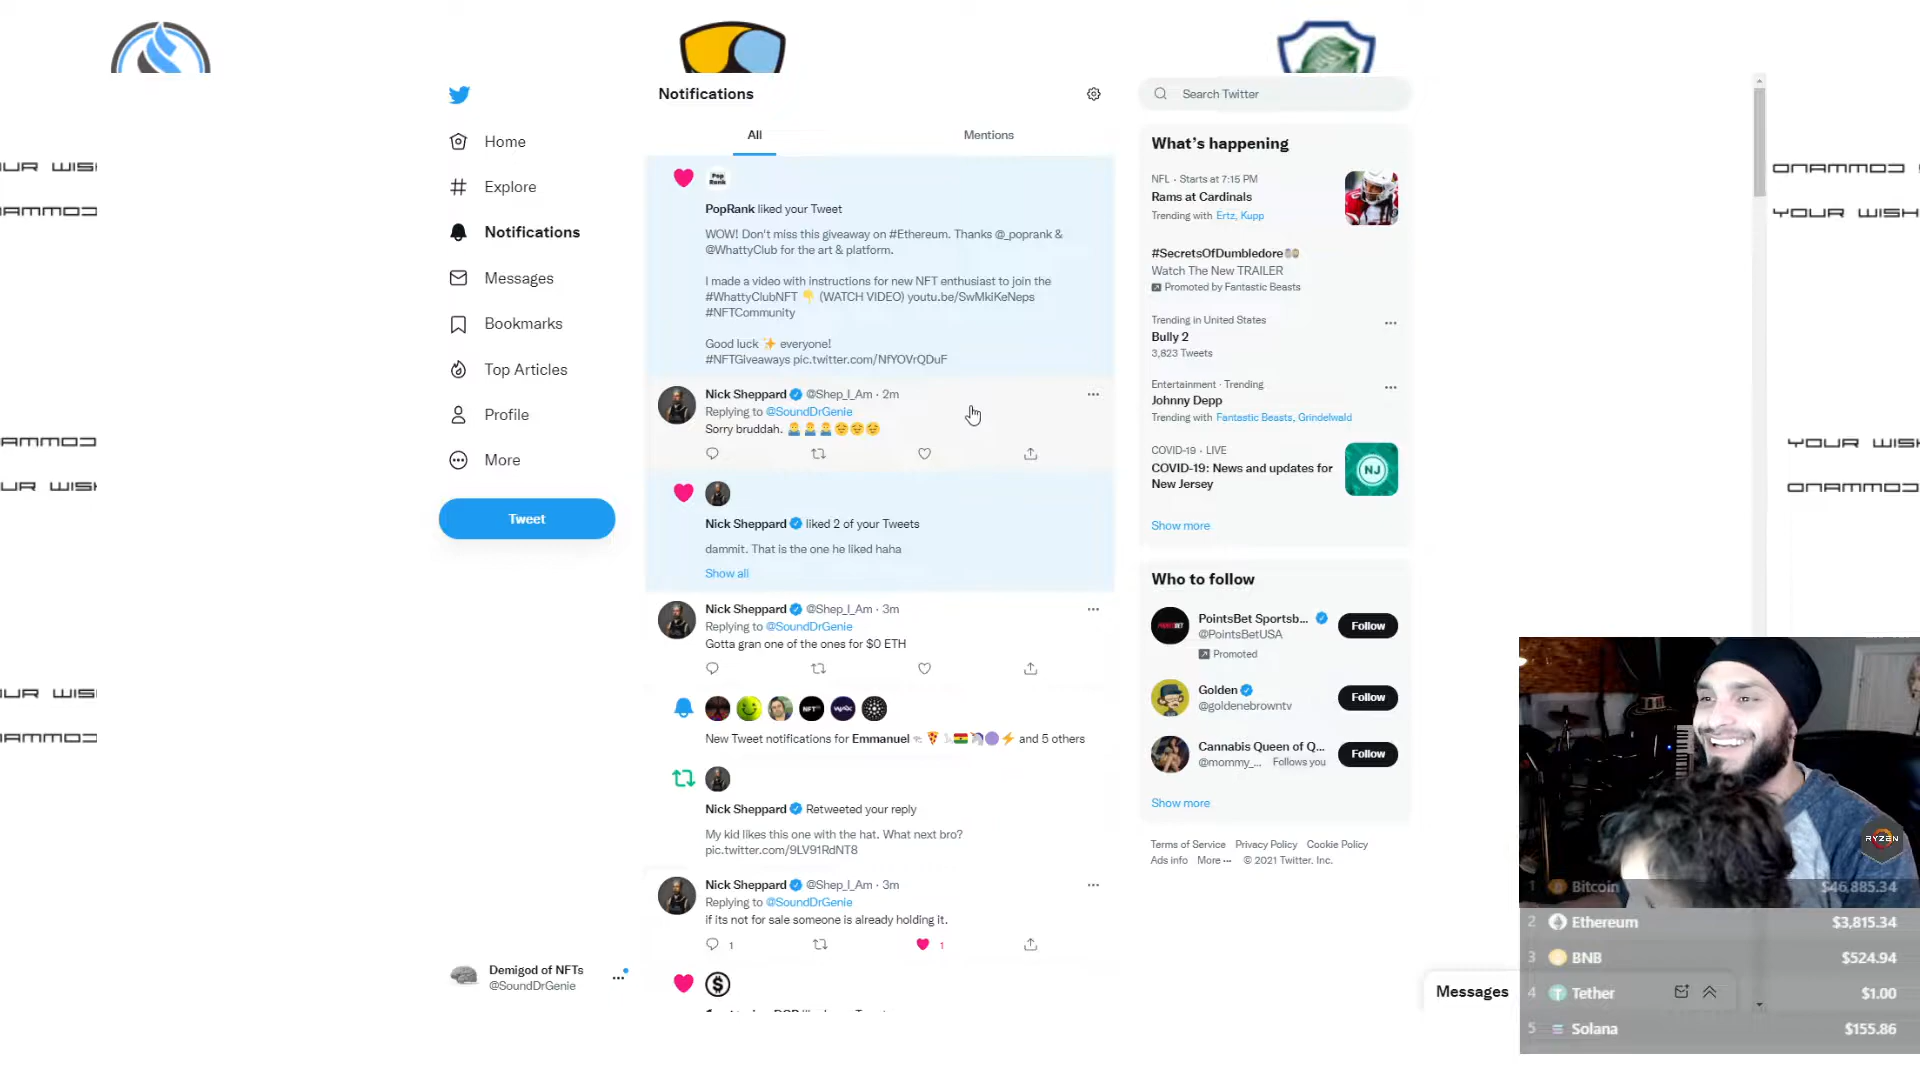 Notifications
Search Twitter
Home
Explore
Notifications
Messages
Bookmarks
Top Articles
Profile
More
Tweet
Demigod of NFTs
@SoundDrGenie
All
Mentions
Pop
Rank
PopRank liked your Tweet
WOW! Don't miss this giveaway on #Ethereum. Thanks @_poprank &
@WhattyClub for the art & platform.
I made a video with instructions for new NFT enthusiast to join the
#WhattyClubNFT 👇 (WATCH VIDEO) youtu.be/SwMkiKeNeps
#NFTCommunity
Good luck ✨ everyone!
#NFTGiveaways pic.twitter.com/NfYOVrQDuF
Nick Sheppard @Shep_I_Am · 2m
Replying to @SoundDrGenie
Sorry bruddah.
Nick Sheppard liked 2 of your Tweets
dammit. That is the one he liked haha
Show all
Nick Sheppard @Shep_I_Am · 3m
Replying to @SoundDrGenie
Gotta gran one of the ones for $0 ETH
New Tweet notifications for Emmanuel and 5 others
Nick Sheppard Retweeted your reply
My kid likes this one with the hat. What next bro?
pic.twitter.com/9LV91RdNT8
Nick Sheppard @Shep_I_Am · 3m
Replying to @SoundDrGenie
if its not for sale someone is already holding it.
1
1
What's happening
NFL · Starts at 7:15 PM
Rams at Cardinals
Trending with Ertz, Kupp
#SecretsOfDumbledore
Watch The New TRAILER
Promoted by Fantastic Beasts
Trending in United States
Bully 2
3,823 Tweets
Entertainment · Trending
Johnny Depp
Trending with Fantastic Beasts, Grindelwald
COVID-19 · LIVE
COVID-19: News and updates for
New Jersey
NJ
Show more
Who to follow
PointsBet Sportsb...
@PointsBetUSA
Promoted
Follow
Golden
@goldenebrowntv
Follow
Cannabis Queen of Q...
@mommy_... Follows you
Follow
Show more
Terms of Service Privacy Policy Cookie Policy
Ads info More ··· © 2021 Twitter, Inc.
Messages
RYZEN
1 Bitcoin $46,885.34
2 Ethereum $3,815.34
3 BNB $524.94
4 Tether $1.00
5 Solana $155.86